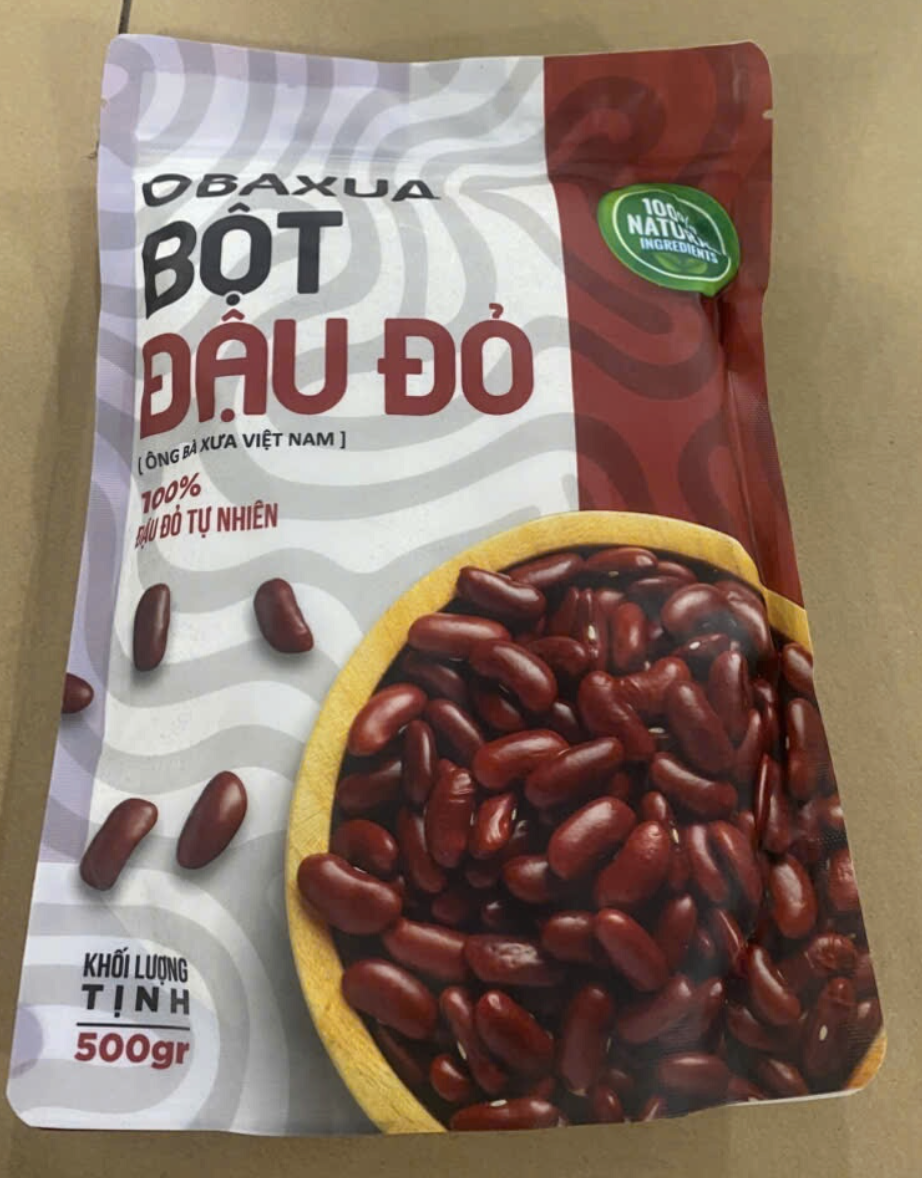 OBAXUA
BỘT
ĐẬU ĐỎ
[ ÔNG BÀ XƯA VIỆT NAM ]
100%
ĐẬU ĐỎ TỰ NHIÊN
100%
NATURAL
INGREDIENTS
KHỐI LƯỢNG
TỊNH
500gr